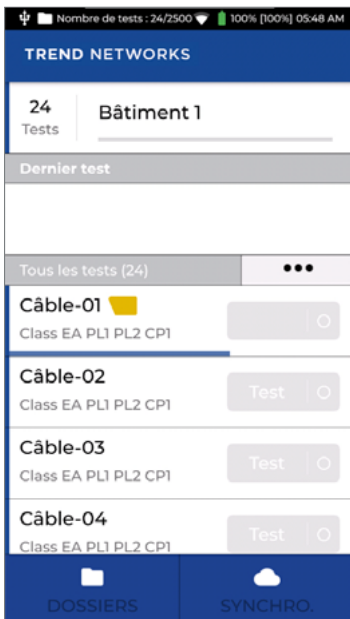 Nombre de tests : 24/2500 100% [100%] 05:48 AM
TREND NETWORKS
24
Tests
Bâtiment 1
Dernier test
Tous les tests (24)
Câble-01
Class EA PL1 PL2 CP1
Câble-02
Class EA PL1 PL2 CP1
Test
Câble-03
Class EA PL1 PL2 CP1
Test
Câble-04
Class EA PL1 PL2 CP1
Test
DOSSIERS
SYNCHRO.